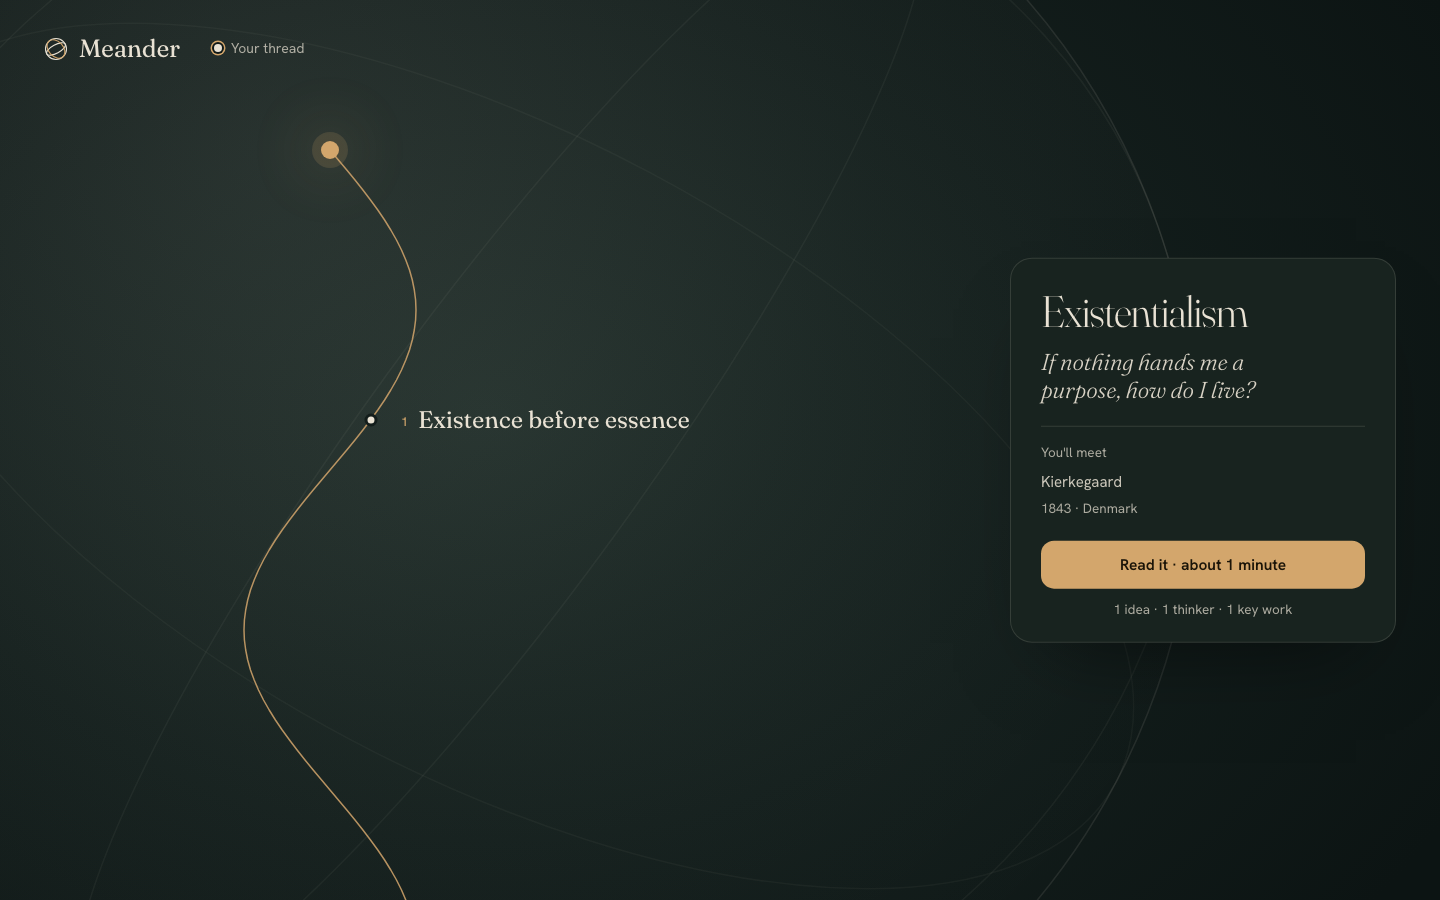 Meander
Your thread
1 Existence before essence
Existentialism
If nothing hands me a
purpose, how do I live?
You'll meet
Kierkegaard
1843 · Denmark
Read it · about 1 minute
1 idea · 1 thinker · 1 key work